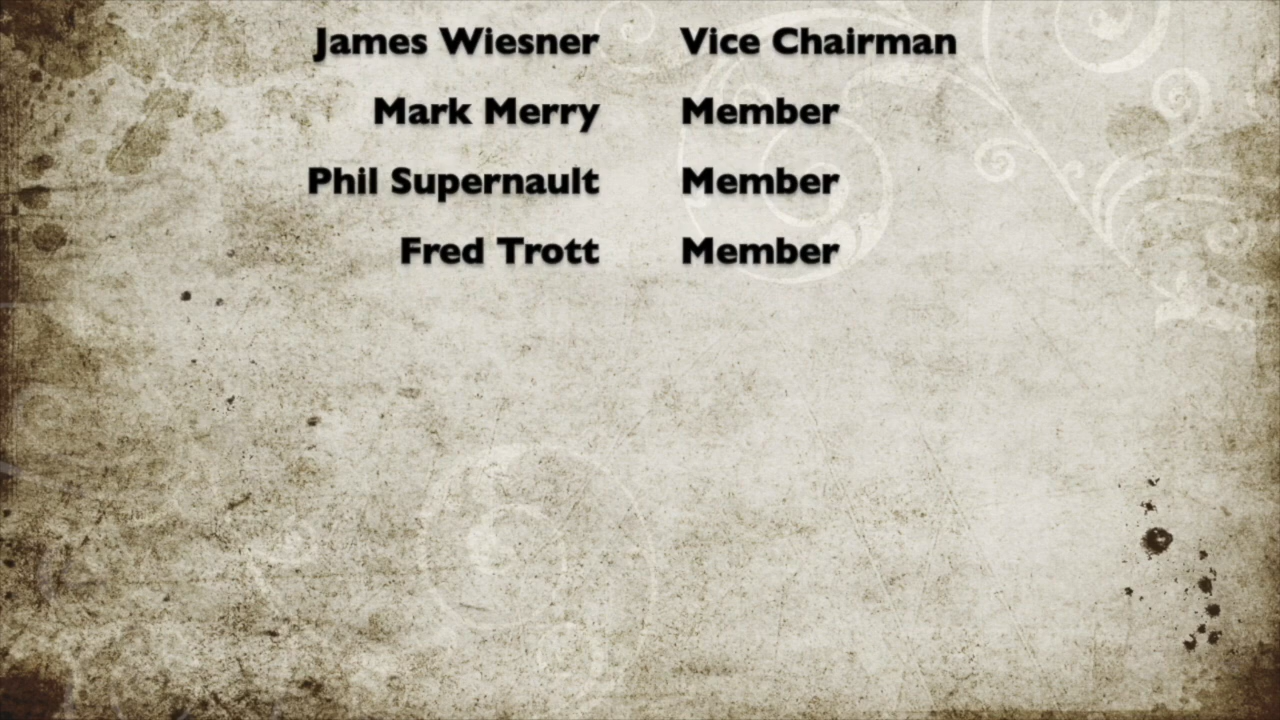 James Wiesner Vice Chairman
Mark Merry Member
Phil Supernault Member
Fred Trott Member